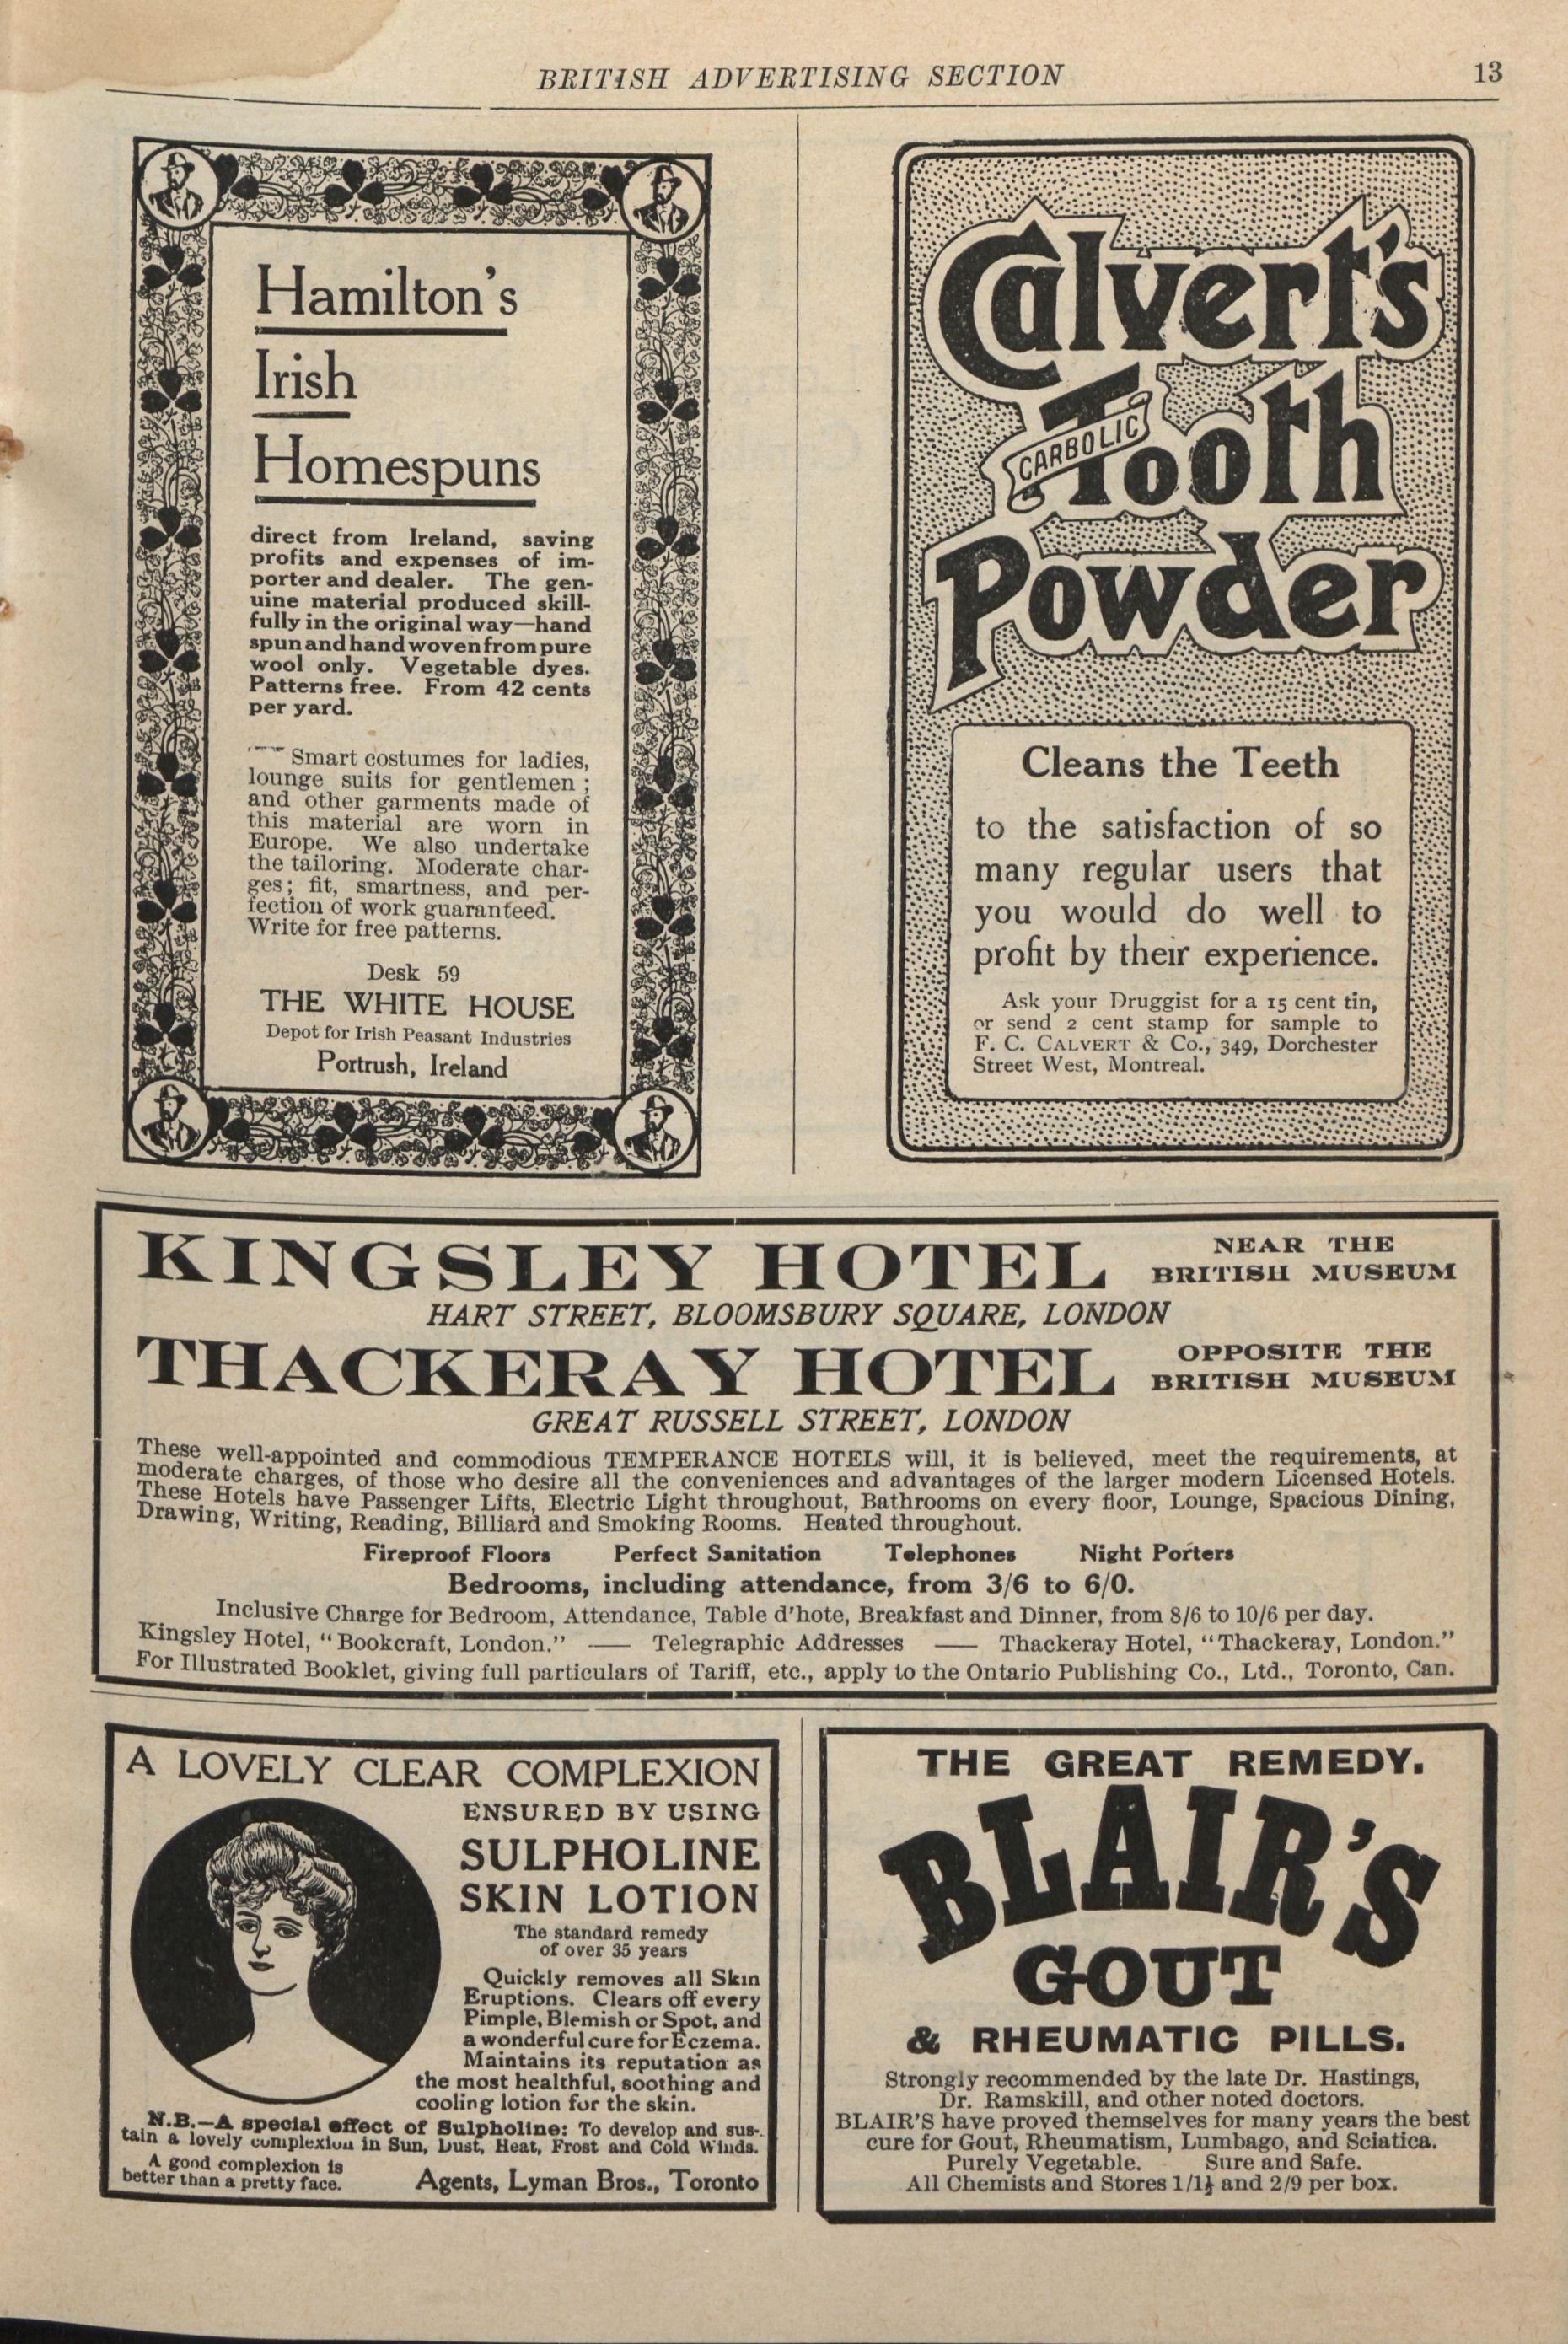 BRITISH ADVERTISING SECTION
13
Hamilton's
Irish
Homespuns
direct from Ireland, saving
profits and expenses of im-
porter and dealer. The gen-
uine material produced skill-
fully in the original way—hand
spun and hand woven from pure
wool only. Vegetable dyes.
Patterns free. From 42 cents
per yard.
Smart costumes for ladies,
lounge suits for gentlemen ;
and other garments made of
this material are worn in
Europe. We also undertake
the tailoring. Moderate char-
ges; fit, smartness, and per-
fection of work guaranteed.
Write for free patterns.
Desk 59
THE WHITE HOUSE
Depot for Irish Peasant Industries
Portrush, Ireland
Calvert's
CARBOLIC
Tooth
Powder
Cleans the Teeth
to the satisfaction of so
many regular users that
you would do well to
profit by their experience.
Ask your Druggist for a 15 cent tin,
or send 2 cent stamp for sample to
F. C. CALVERT & Co., 349, Dorchester
Street West, Montreal.
KINGSLEY HOTEL
NEAR THE
BRITISH MUSEUM
HART STREET, BLOOMSBURY SQUARE, LONDON
THACKERAY HOTEL
OPPOSITE THE
BRITISH MUSEUM
GREAT RUSSELL STREET, LONDON
These well-appointed and commodious TEMPERANCE HOTELS will, it is believed, meet the requirements, at
moderate charges, of those who desire all the conveniences and advantages of the larger modern Licensed Hotels.
These Hotels have Passenger Lifts, Electric Light throughout, Bathrooms on every floor, Lounge, Spacious Dining,
Drawing, Writing, Reading, Billiard and Smoking Rooms. Heated throughout.
Fireproof Floors Perfect Sanitation Telephones Night Porters
Bedrooms, including attendance, from 3/6 to 6/0.
Inclusive Charge for Bedroom, Attendance, Table d'hote, Breakfast and Dinner, from 8/6 to 10/6 per day.
Kingsley Hotel, "Bookcraft, London." —— Telegraphic Addresses —— Thackeray Hotel, "Thackeray, London."
For Illustrated Booklet, giving full particulars of Tariff, etc., apply to the Ontario Publishing Co., Ltd., Toronto, Can.
A LOVELY CLEAR COMPLEXION
ENSURED BY USING
SULPHOLINE
SKIN LOTION
The standard remedy
of over 35 years
Quickly removes all Skin
Eruptions. Clears off every
Pimple, Blemish or Spot, and
a wonderful cure for Eczema.
Maintains its reputation as
the most healthful, soothing and
cooling lotion for the skin.
N.B.—A special effect of Sulpholine: To develop and sus-
tain a lovely complexion in Sun, Dust, Heat, Frost and Cold Winds.
A good complexion is
better than a pretty face.
Agents, Lyman Bros., Toronto
THE GREAT REMEDY.
BLAIR'S
GOUT
& RHEUMATIC PILLS.
Strongly recommended by the late Dr. Hastings,
Dr. Ramskill, and other noted doctors.
BLAIR'S have proved themselves for many years the best
cure for Gout, Rheumatism, Lumbago, and Sciatica.
Purely Vegetable. Sure and Safe.
All Chemists and Stores 1/1½ and 2/9 per box.